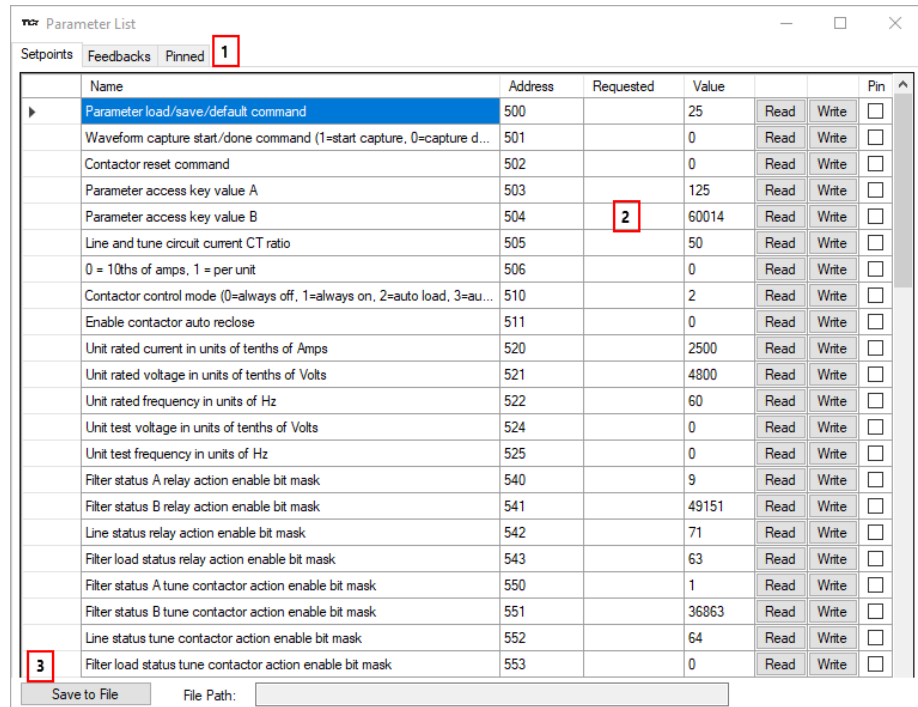 TCI Parameter List
Setpoints Feedbacks Pinned 1
Name Address Requested Value Pin
Parameter load/save/default command 500 25 Read Write
Waveform capture start/done command (1=start capture, 0=capture d... 501 0 Read Write
Contactor reset command 502 0 Read Write
Parameter access key value A 503 125 Read Write
Parameter access key value B 504 2 60014 Read Write
Line and tune circuit current CT ratio 505 50 Read Write
0 = 10ths of amps, 1 = per unit 506 0 Read Write
Contactor control mode (0=always off, 1=always on, 2=auto load, 3=au... 510 2 Read Write
Enable contactor auto reclose 511 0 Read Write
Unit rated current in units of tenths of Amps 520 2500 Read Write
Unit rated voltage in units of tenths of Volts 521 4800 Read Write
Unit rated frequency in units of Hz 522 60 Read Write
Unit test voltage in units of tenths of Volts 524 0 Read Write
Unit test frequency in units of Hz 525 0 Read Write
Filter status A relay action enable bit mask 540 9 Read Write
Filter status B relay action enable bit mask 541 49151 Read Write
Line status relay action enable bit mask 542 71 Read Write
Filter load status relay action enable bit mask 543 63 Read Write
Filter status A tune contactor action enable bit mask 550 1 Read Write
Filter status B tune contactor action enable bit mask 551 36863 Read Write
Line status tune contactor action enable bit mask 552 64 Read Write
3 Filter load status tune contactor action enable bit mask 553 0 Read Write
Save to File File Path: